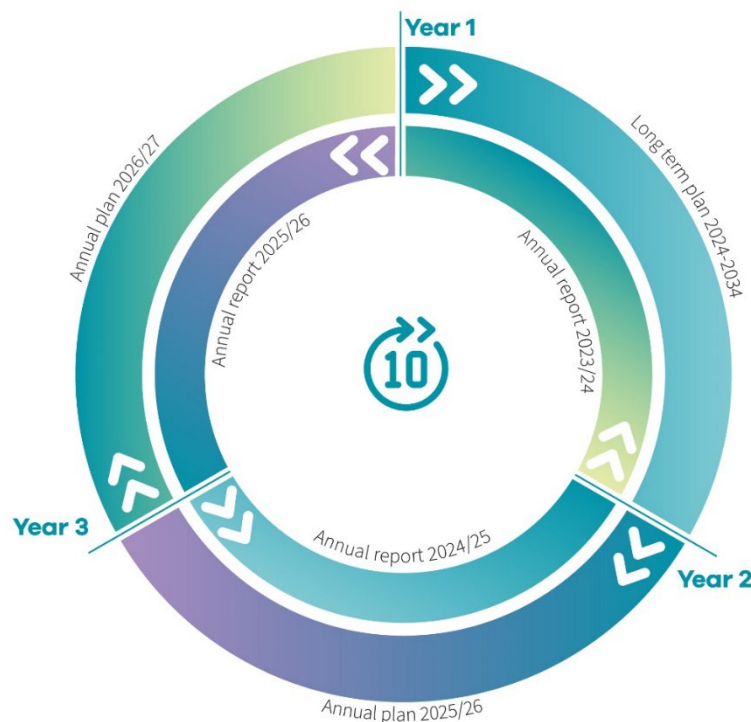 Year 1
Long term plan 2024-2034
Annual report 2023/24
Year 2
Annual plan 2025/26
Annual report 2024/25
Year 3
Annual plan 2026/27
Annual report 2025/26
10